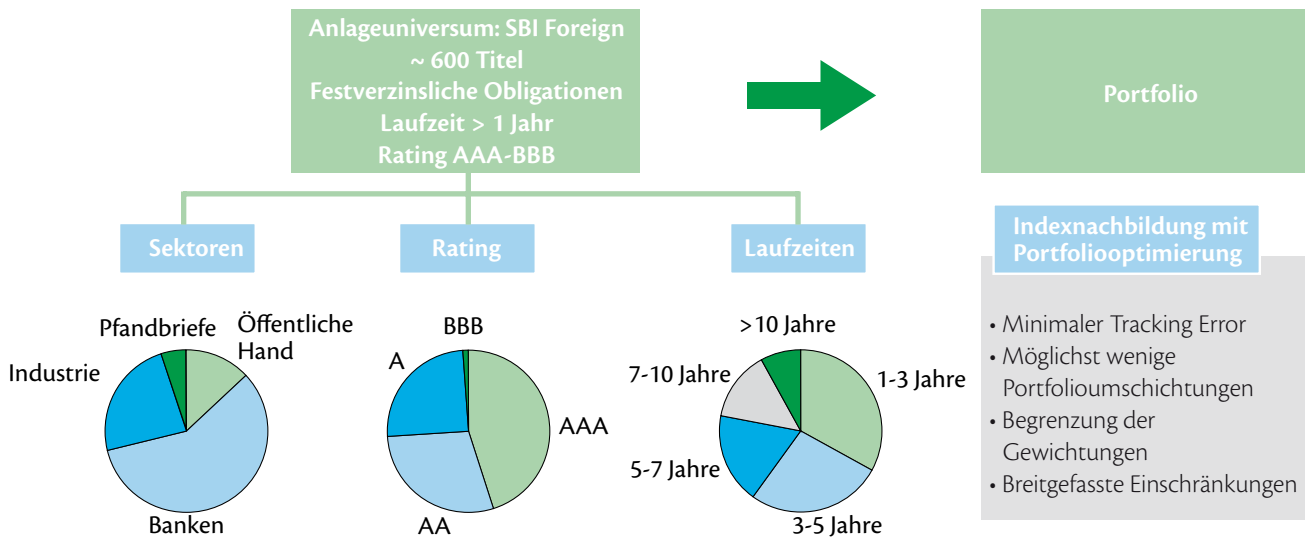 Anlageuniversum: SBI Foreign
~ 600 Titel
Festverzinsliche Obligationen
Laufzeit > 1 Jahr
Rating AAA-BBB
Portfolio
Sektoren
Rating
Laufzeiten
Indexnachbildung mit
Portfoliooptimierung
Pfandbriefe
Öffentliche
Hand
Industrie
Banken
BBB
A
AAA
AA
>10 Jahre
7-10 Jahre
1-3 Jahre
5-7 Jahre
3-5 Jahre
• Minimaler Tracking Error
• Möglichst wenige
Portfolioumschichtungen
• Begrenzung der
Gewichtungen
• Breitgefasste Einschränkungen